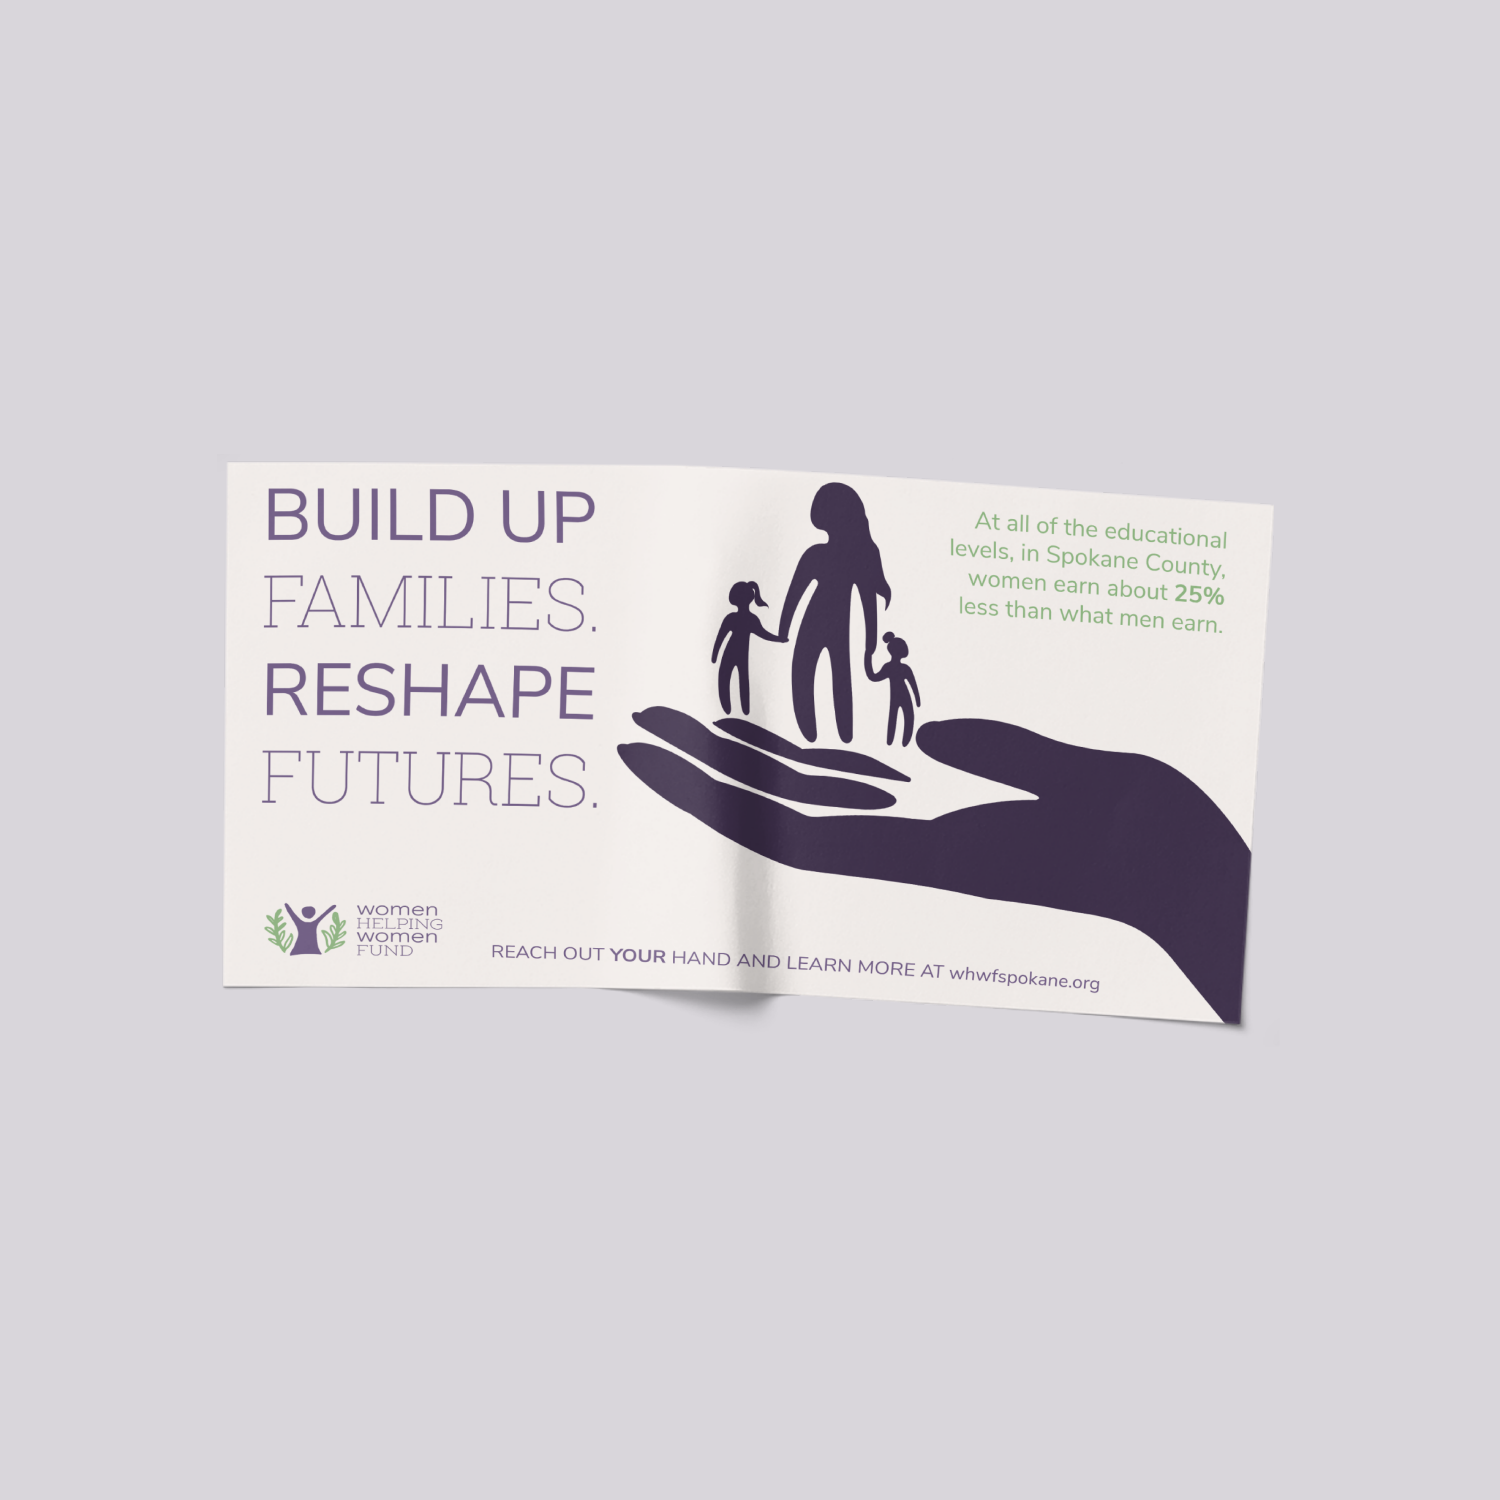 BUILD UP
FAMILIES.
RESHAPE
FUTURES.
At all of the educational
levels, in Spokane County,
women earn about 25%
less than what men earn.
women
HELPING
women
FUND
REACH OUT YOUR HAND AND LEARN MORE AT whwfspokane.org